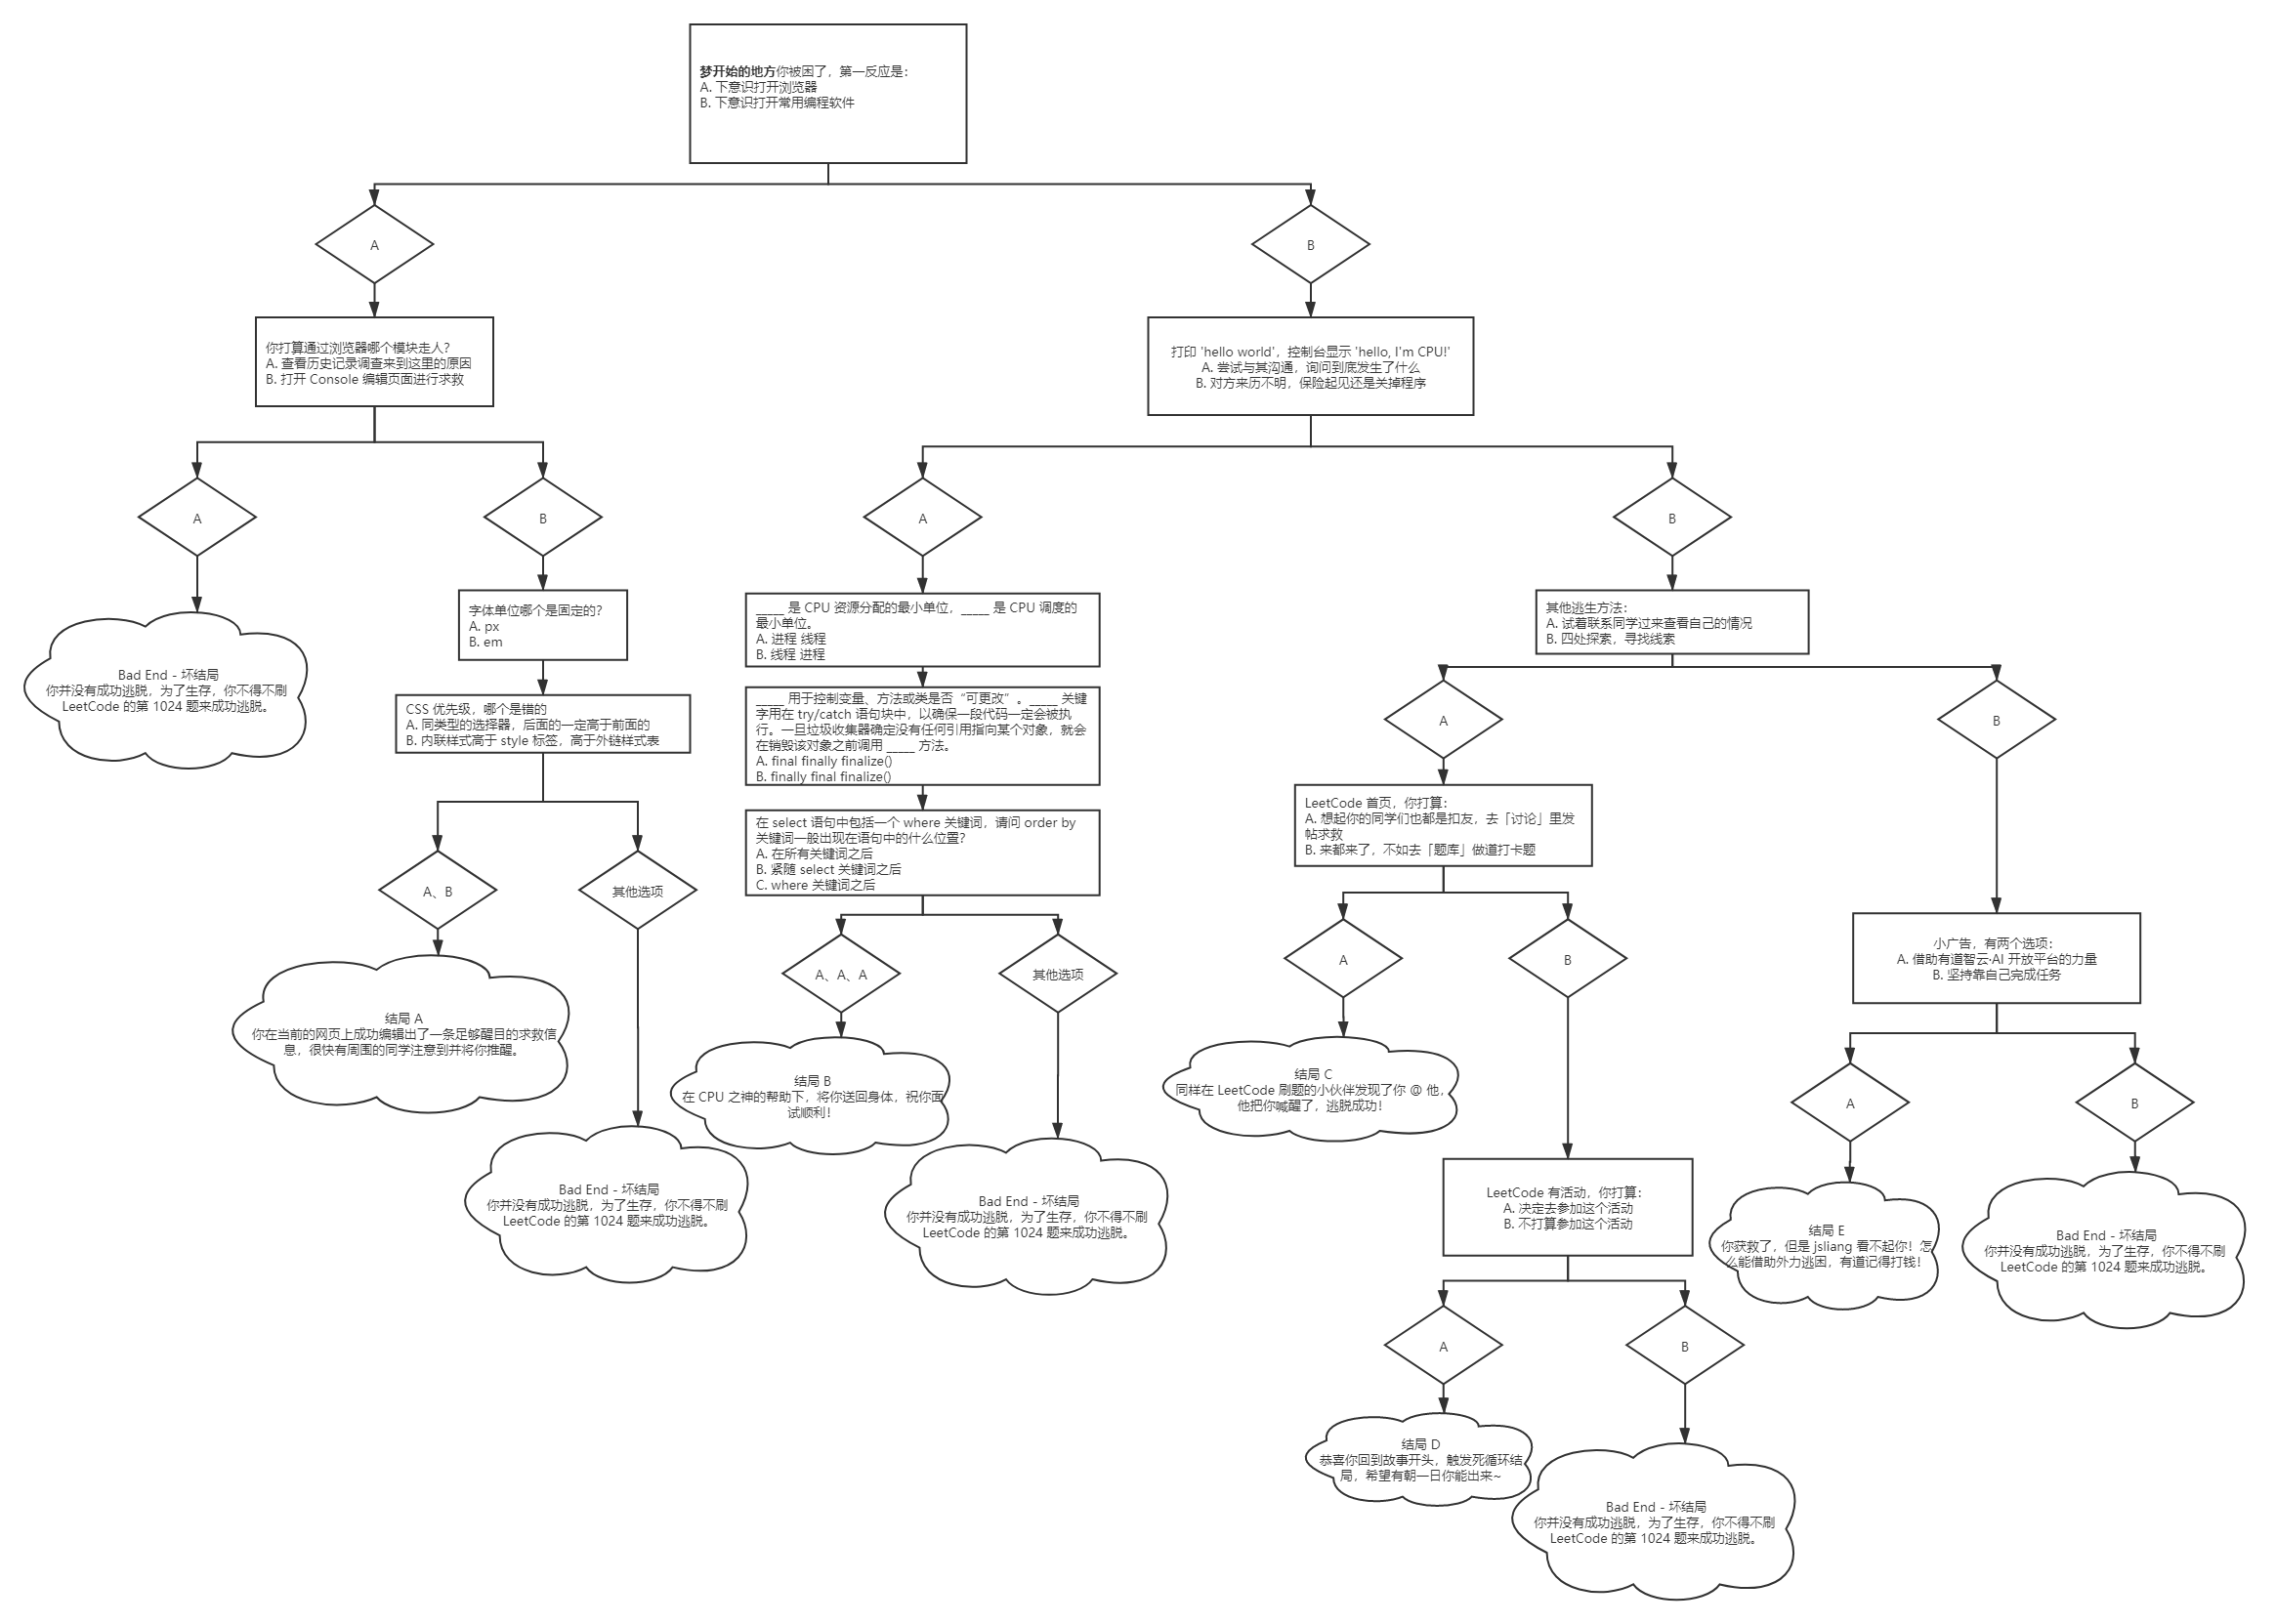 梦开始的地方你被困了，第一反应是：
A. 下意识打开浏览器
B. 下意识打开常用编程软件
A
B
你打算通过浏览器哪个模块走人？
A. 查看历史记录调查来到这里的原因
B. 打开 Console 编辑页面进行求救
打印 'hello world'，控制台显示 'hello, I'm CPU!'
A. 尝试与其沟通，询问到底发生了什么
B. 对方来历不明，保险起见还是关掉程序
A
B
A
B
Bad End - 坏结局
你并没有成功逃脱，为了生存，你不得不刷
LeetCode 的第 1024 题来成功逃脱。
字体单位哪个是固定的？
A. px
B. em
CSS 优先级，哪个是错的
A. 同类型的选择器，后面的一定高于前面的
B. 内联样式高于 style 标签，高于外链样式表
A、B
其他选项
结局 A
你在当前的网页上成功编辑出了一条足够醒目的求救信
息，很快有周围的同学注意到并将你推醒。
Bad End - 坏结局
你并没有成功逃脱，为了生存，你不得不刷
LeetCode 的第 1024 题来成功逃脱。
_____ 是 CPU 资源分配的最小单位，_____ 是 CPU 调度的
最小单位。
A. 进程 线程
B. 线程 进程
_____ 用于控制变量、方法或类是否“可更改”。_____ 关键
字用在 try/catch 语句块中，以确保一段代码一定会被执
行。一旦垃圾收集器确定没有任何引用指向某个对象，就会
在销毁该对象之前调用 _____ 方法。
A. final finally finalize()
B. finally final finalize()
在 select 语句中包括一个 where 关键词，请问 order by
关键词一般出现在语句中的什么位置？
A. 在所有关键词之后
B. 紧随 select 关键词之后
C. where 关键词之后
A、A、A
其他选项
结局 B
在 CPU 之神的帮助下，将你送回身体，祝你面
试顺利！
Bad End - 坏结局
你并没有成功逃脱，为了生存，你不得不刷
LeetCode 的第 1024 题来成功逃脱。
其他逃生方法：
A. 试着联系同学过来查看自己的情况
B. 四处探索，寻找线索
A
B
LeetCode 首页，你打算：
A. 想起你的同学们也都是扣友，去「讨论」里发
帖求救
B. 来都来了，不如去「题库」做道打卡题
A
B
结局 C
同样在 LeetCode 刷题的小伙伴发现了你 @ 他，
他把你喊醒了，逃脱成功！
LeetCode 有活动，你打算：
A. 决定去参加这个活动
B. 不打算参加这个活动
A
B
结局 D
恭喜你回到故事开头，触发死循环结
局，希望有朝一日你能出来~
Bad End - 坏结局
你并没有成功逃脱，为了生存，你不得不刷
LeetCode 的第 1024 题来成功逃脱。
小广告，有两个选项：
A. 借助有道智云·AI 开放平台的力量
B. 坚持靠自己完成任务
A
B
结局 E
你获救了，但是 jsliang 看不起你！怎
么能借助外力逃困，有道记得打钱！
Bad End - 坏结局
你并没有成功逃脱，为了生存，你不得不刷
LeetCode 的第 1024 题来成功逃脱。